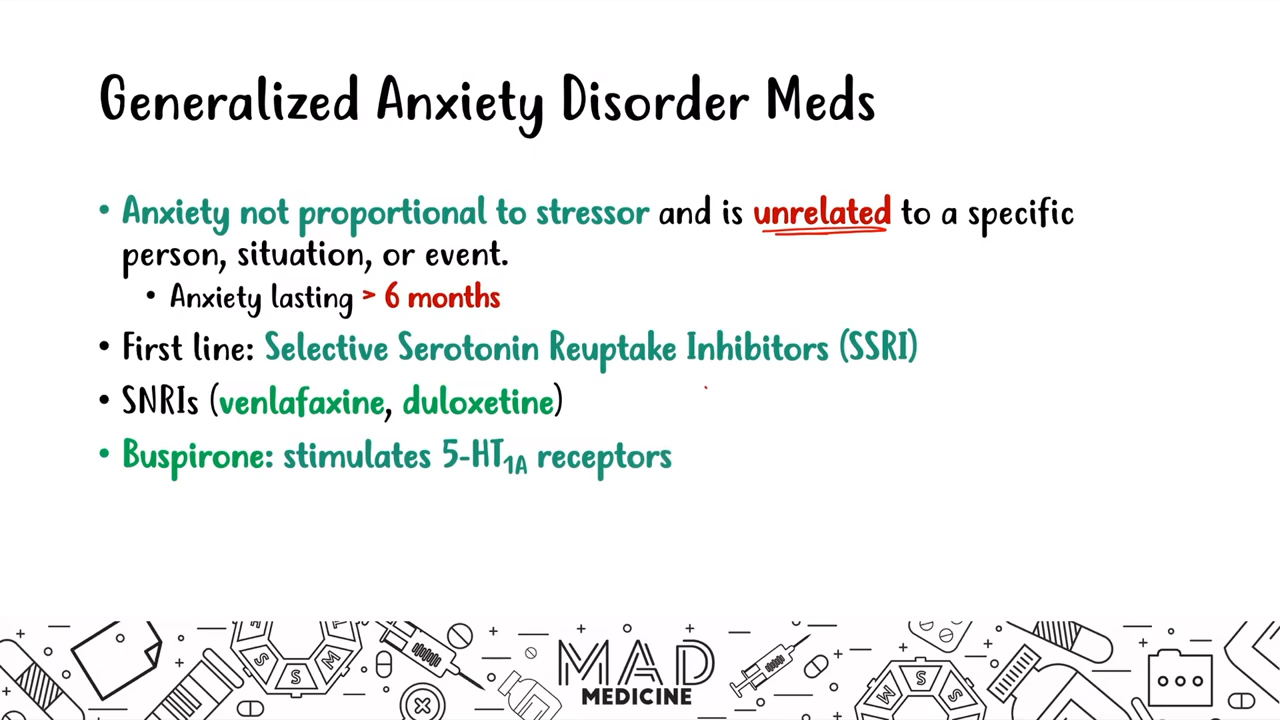 Generalized Anxiety Disorder Meds
• Anxiety not proportional to stressor and is unrelated to a specific
person, situation, or event.
• Anxiety lasting > 6 months
• First line: Selective Serotonin Reuptake Inhibitors (SSRI)
• SNRIs (venlafaxine, duloxetine)
• Buspirone: stimulates 5-HT₁ₐ receptors
MAD
MEDICINE